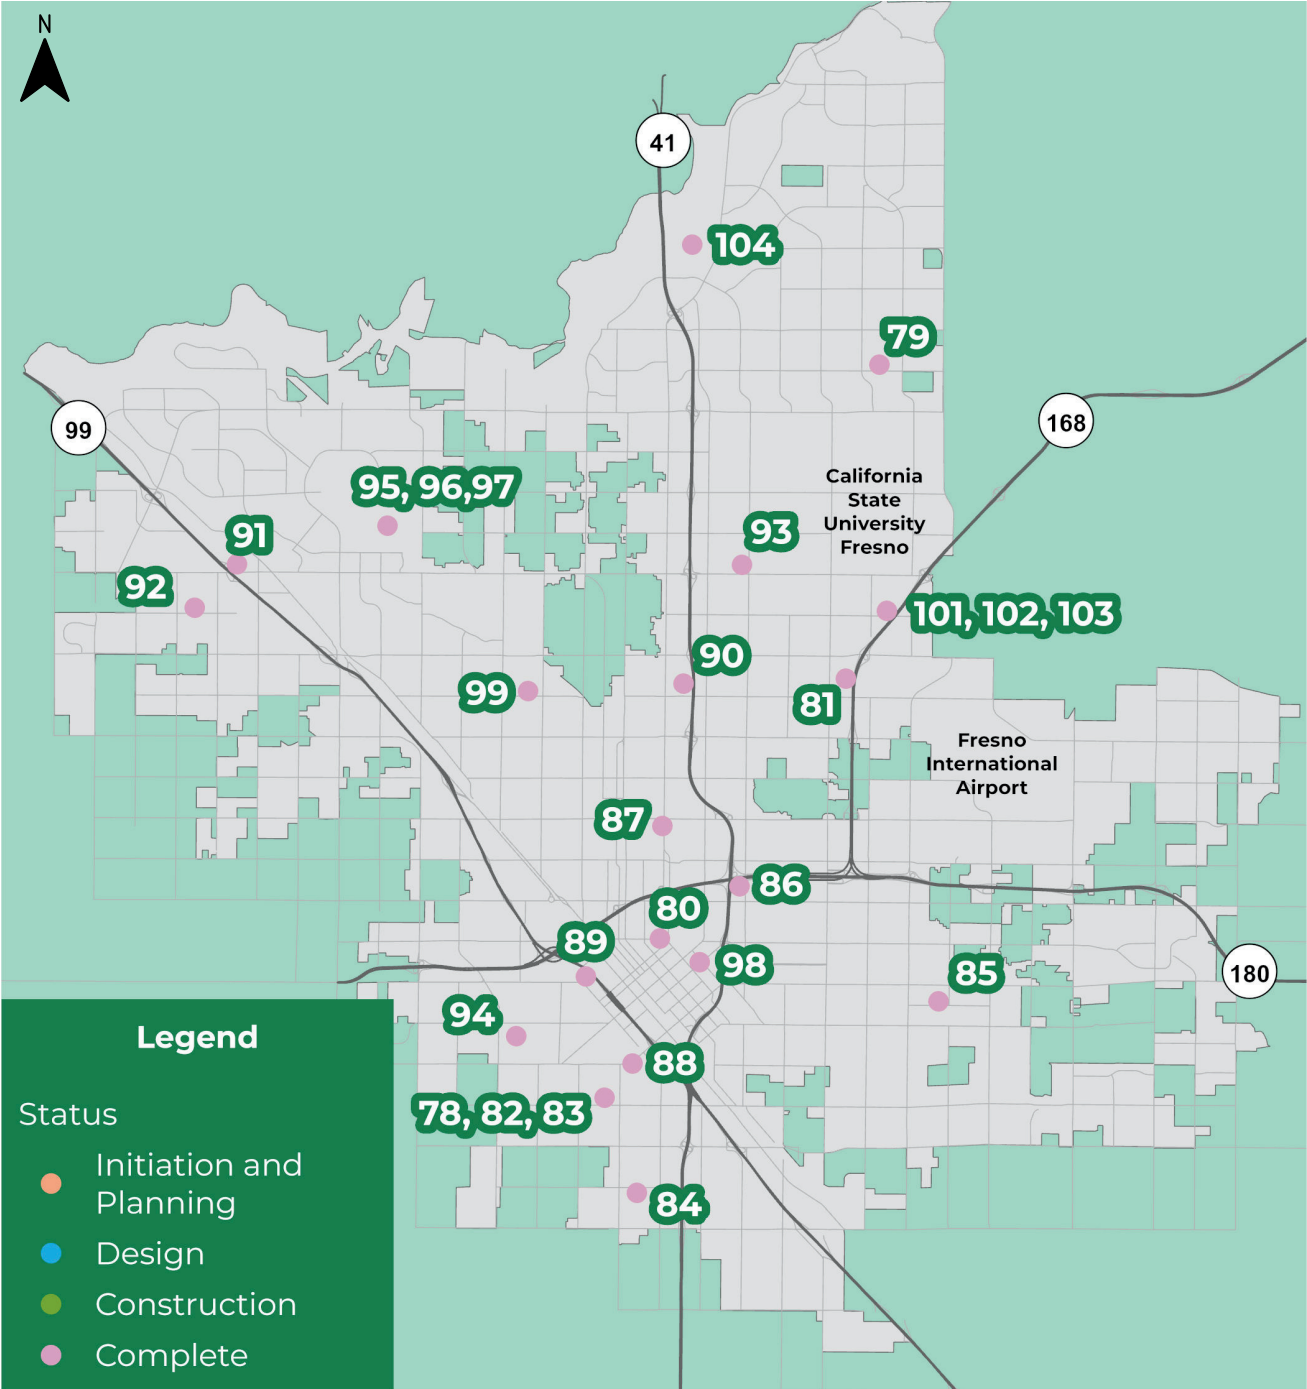 N
41
104
79
99
168
California
State
University
Fresno
95, 96,97
93
91
92
101, 102, 103
90
99
81
Fresno
International
Airport
87
86
80
89
98
85
180
94
88
78, 82, 83
84
Legend
Status
Initiation and
Planning
Design
Construction
Complete